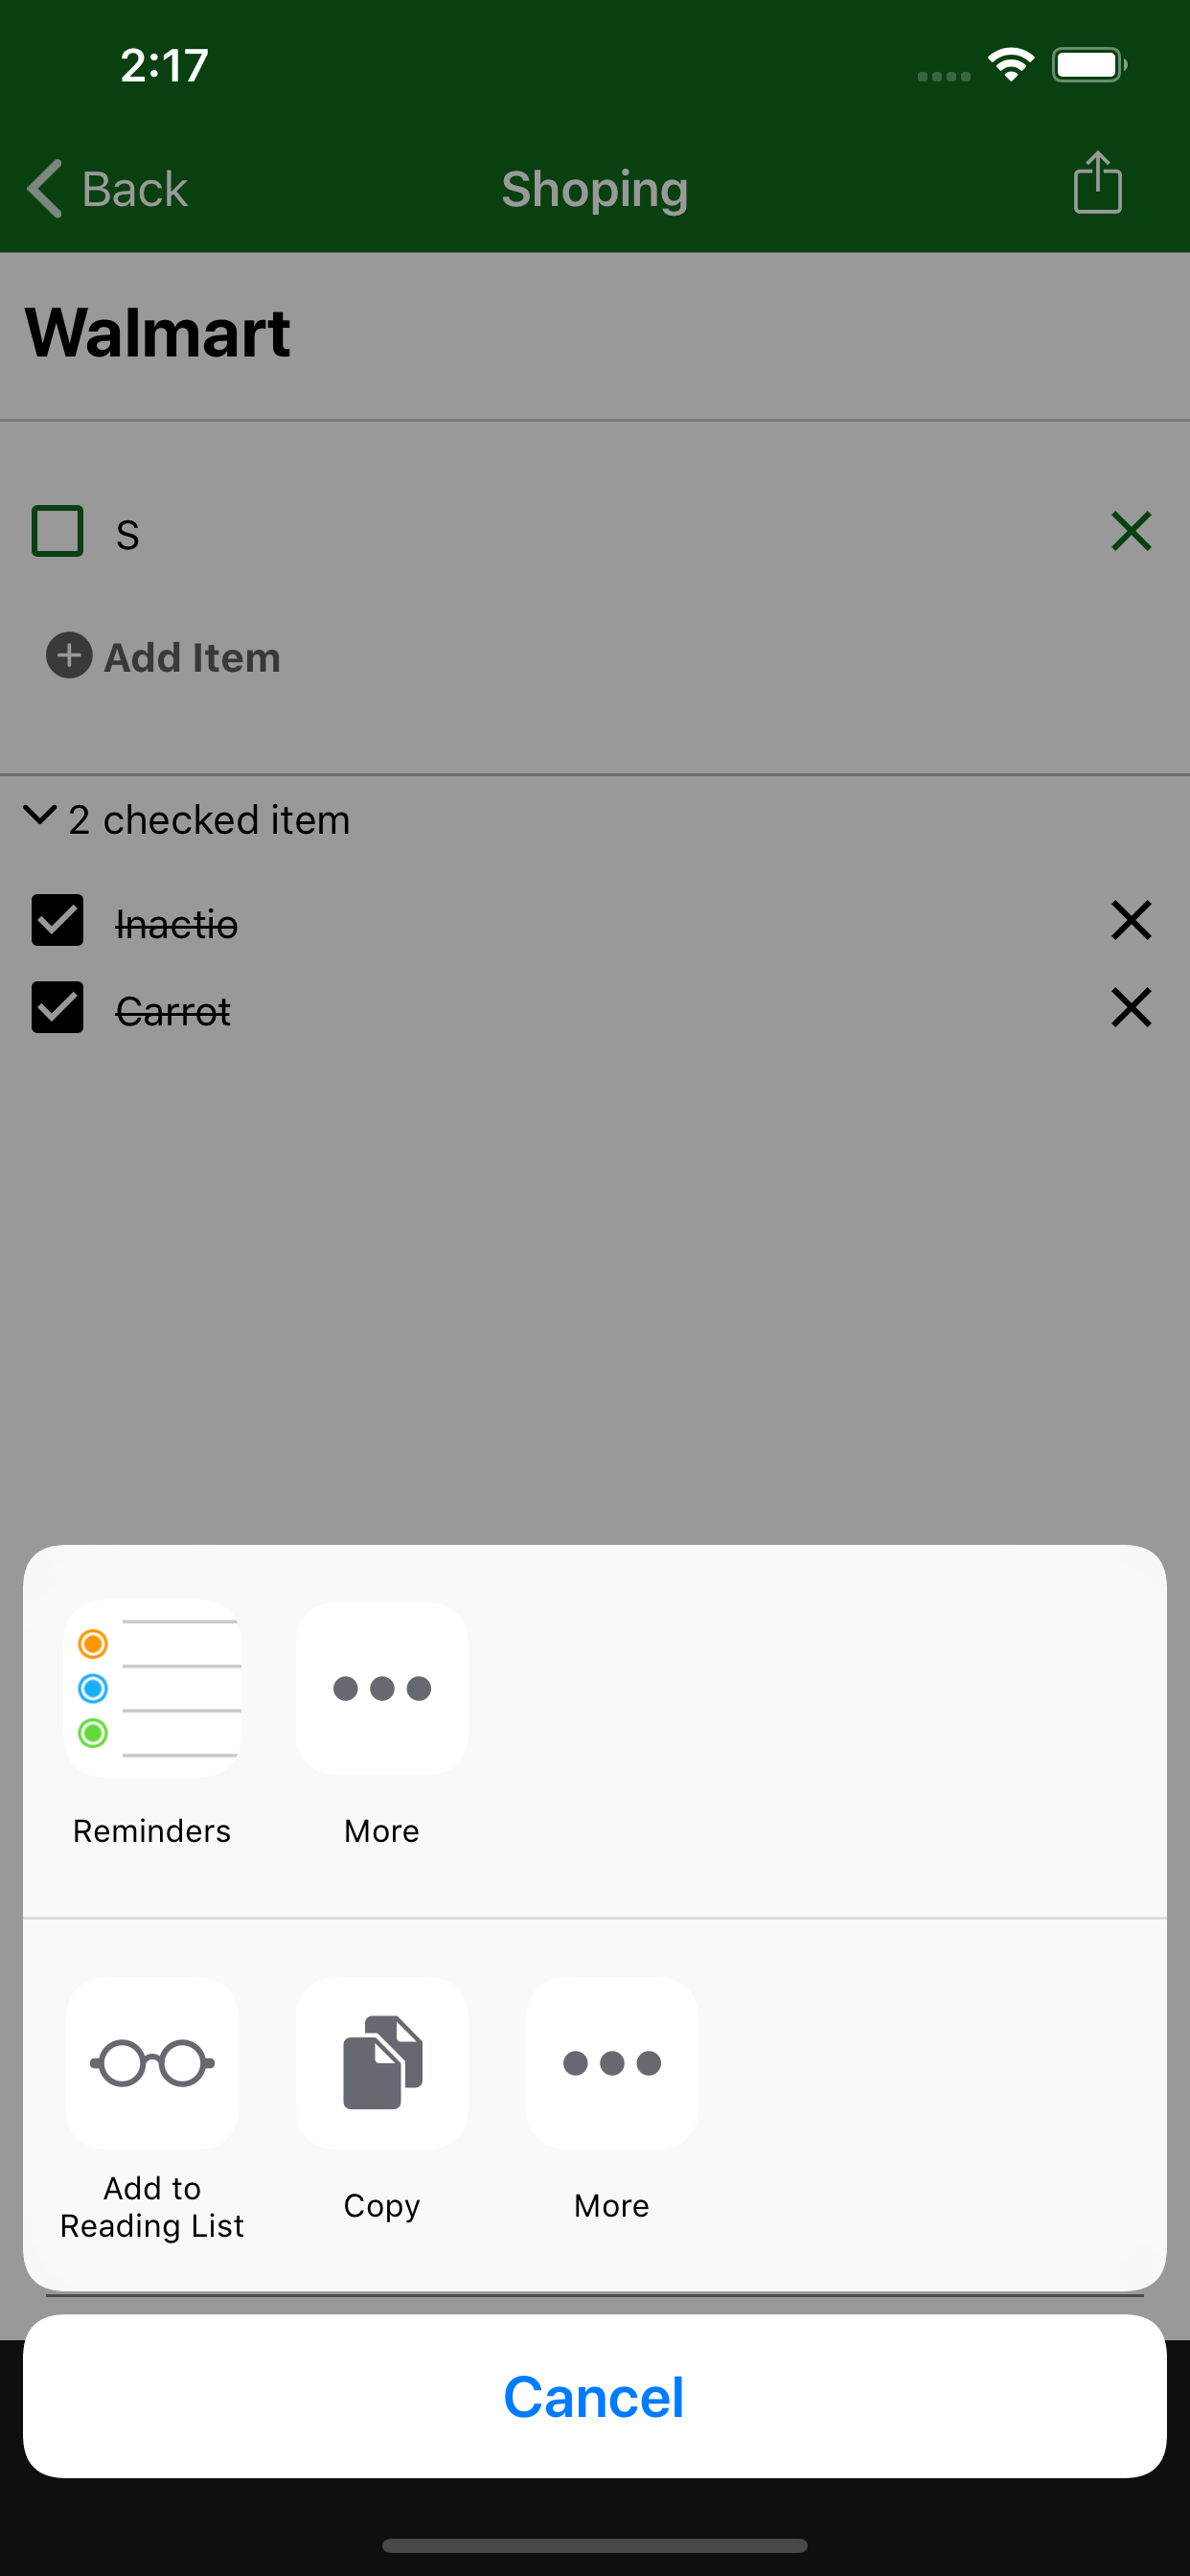 2:17
Back
Shoping
Walmart
S
Add Item
2 checked item
Inactio
Carrot
Reminders
More
Add to
Reading List
Copy
More
Cancel